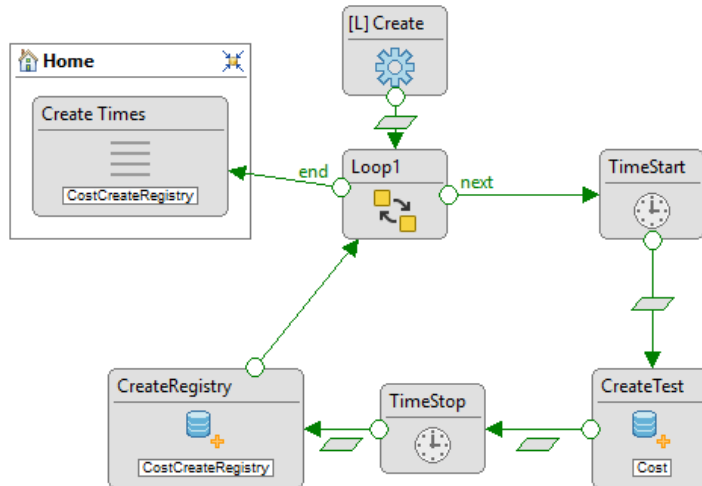 [L] Create
Home
Create Times
CostCreateRegistry
end
Loop1
next
TimeStart
CreateRegistry
CostCreateRegistry
TimeStop
CreateTest
Cost